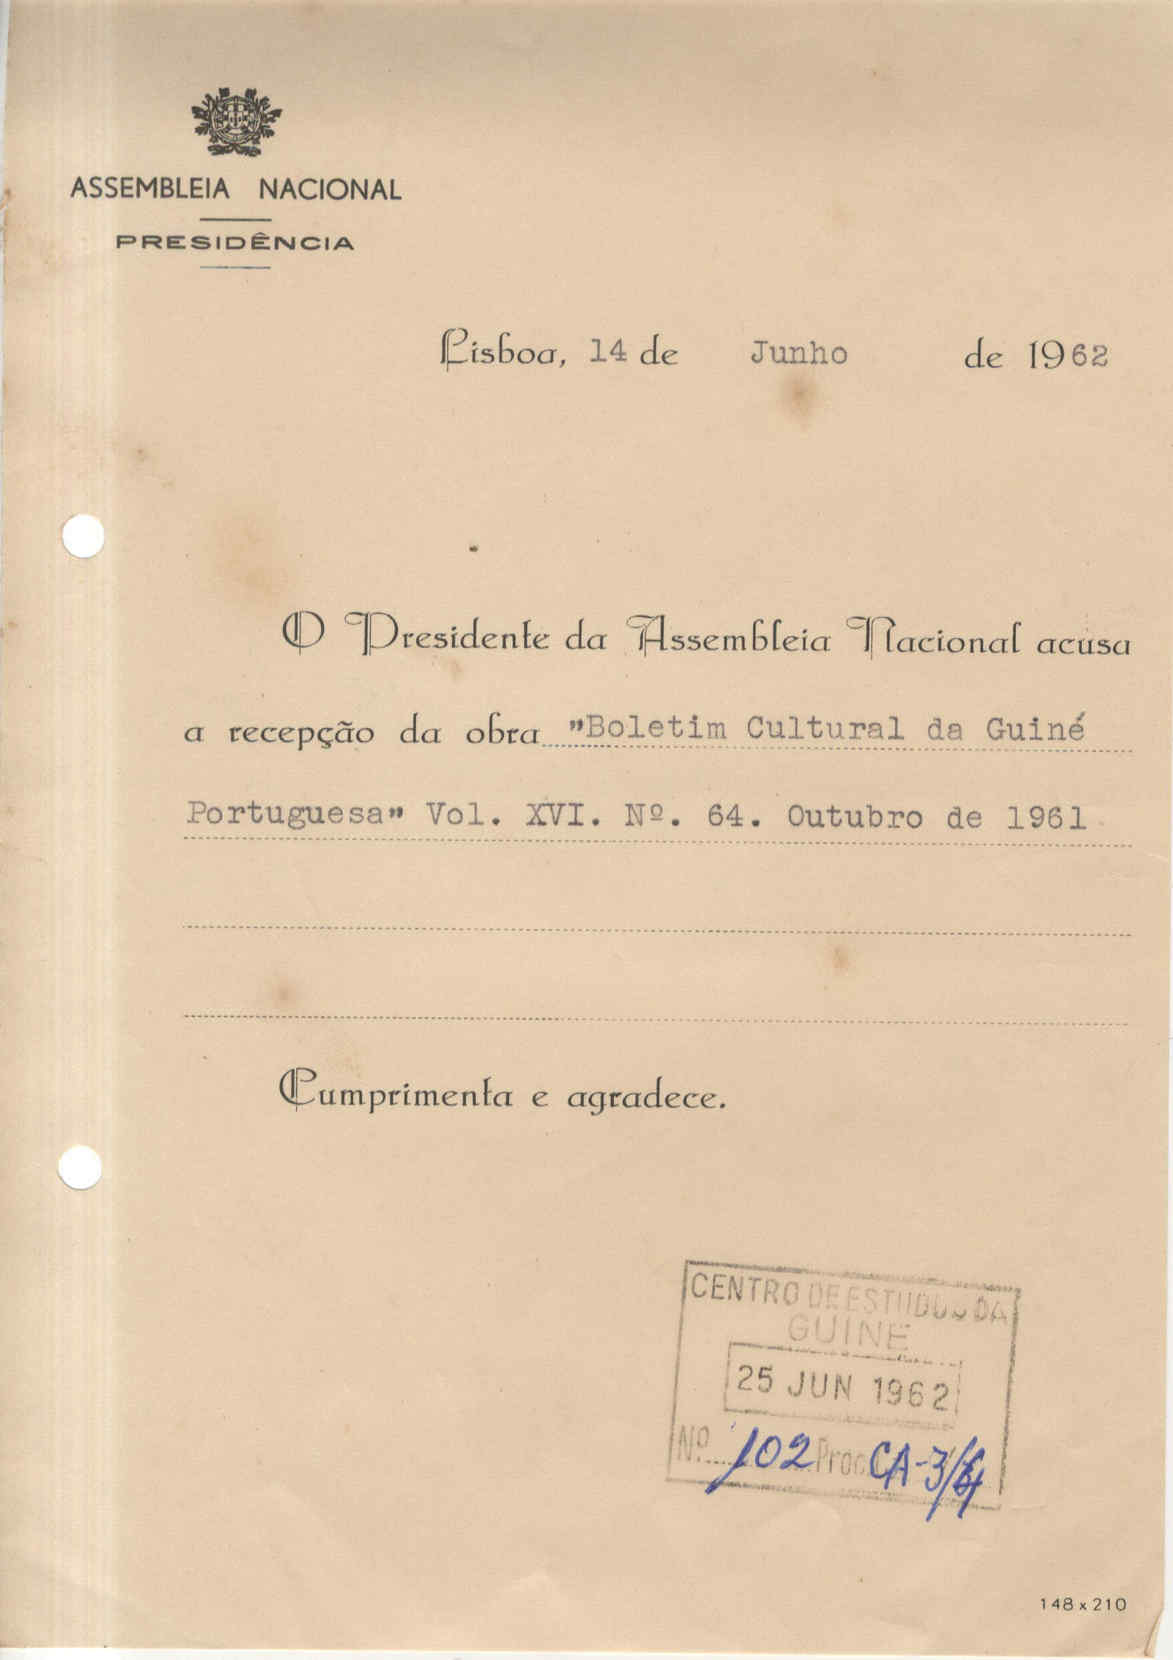 ASSEMBLEIA NACIONAL
PRESIDÊNCIA
Lisboa, 14 de Junho de 1962
O Presidente da Assembleia Nacional acusa
a recepção da obra "Boletim Cultural da Guiné
Portuguesa" Vol. XVI. Nº. 64. Outubro de 1961
Cumprimenta e agradece.
CENTRO DE ESTUDOS DA
GUINÉ
25 JUN 1962
Nº 102 Proc. CA-3/
148 x 210